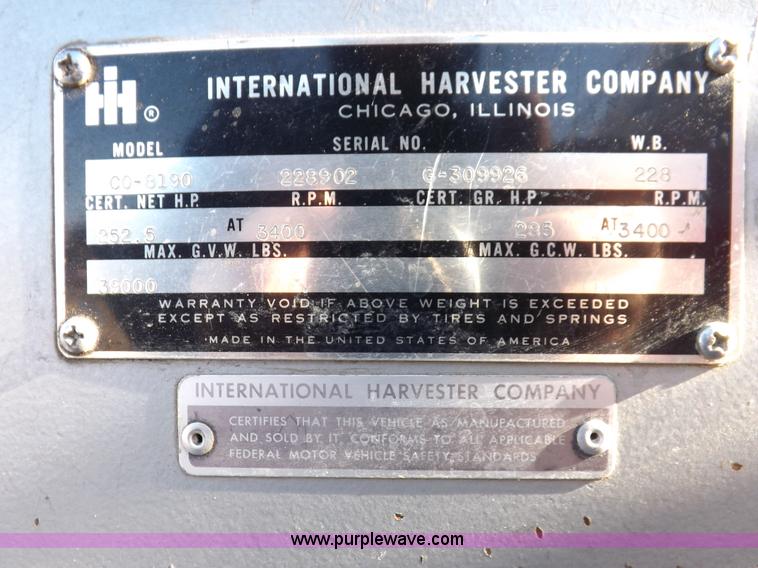 IH ®
INTERNATIONAL HARVESTER COMPANY
CHICAGO, ILLINOIS
MODEL SERIAL NO. W.B.
CO-8190 228902 G-309926 228
CERT. NET H.P. R.P.M. CERT. GR. H.P. R.P.M.
252.5 AT 3400 285 AT 3400
MAX. G.V.W. LBS. MAX. G.C.W. LBS.
39000
WARRANTY VOID IF ABOVE WEIGHT IS EXCEEDED
EXCEPT AS RESTRICTED BY TIRES AND SPRINGS
MADE IN THE UNITED STATES OF AMERICA
INTERNATIONAL HARVESTER COMPANY
CERTIFIES THAT THIS VEHICLE AS MANUFACTURED
AND SOLD BY IT, CONFORMS TO ALL APPLICABLE
FEDERAL MOTOR VEHICLE SAFETY STANDARDS
www.purplewave.com